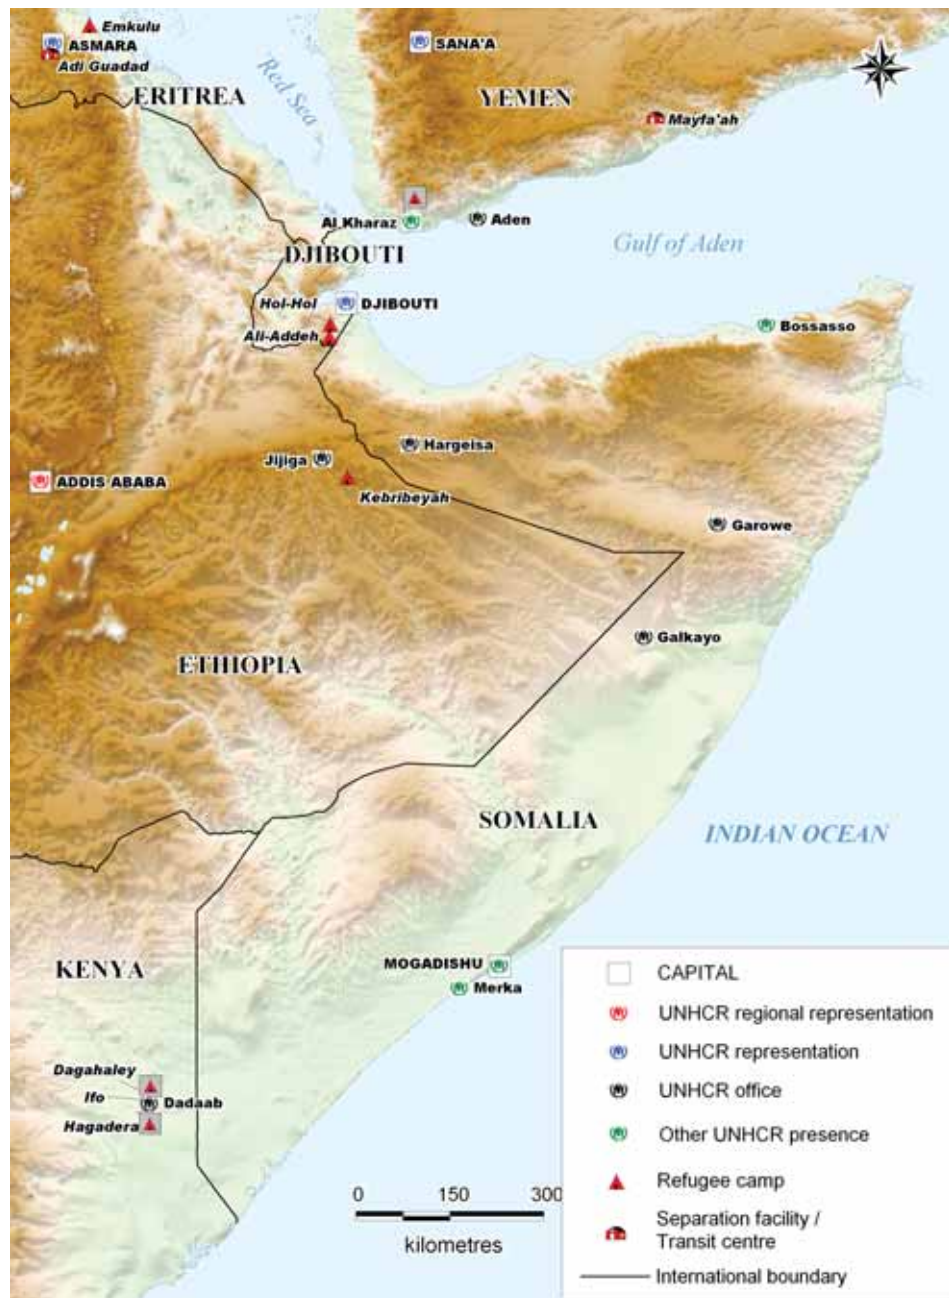 Emkulu
ASMARA
SANA'A
Adi Guadad
Red Sea
ERITREA
YEMEN
Mayfa'ah
Al Kharaz
Aden
Gulf of Aden
DJIBOUTI
Hol-Hol
DJIBOUTI
Ali-Addeh
Bossasso
Hargeisa
Jijiga
ADDIS ABABA
Kebribeyah
Garowe
Galkayo
ETHIOPIA
SOMALIA
INDIAN OCEAN
KENYA
MOGADISHU
Merka
Dagahaley
Ifo
Dadaab
Hagadera
0 150 300
kilometres
CAPITAL
UNHCR regional representation
UNHCR representation
UNHCR office
Other UNHCR presence
Refugee camp
Separation facility /
Transit centre
International boundary